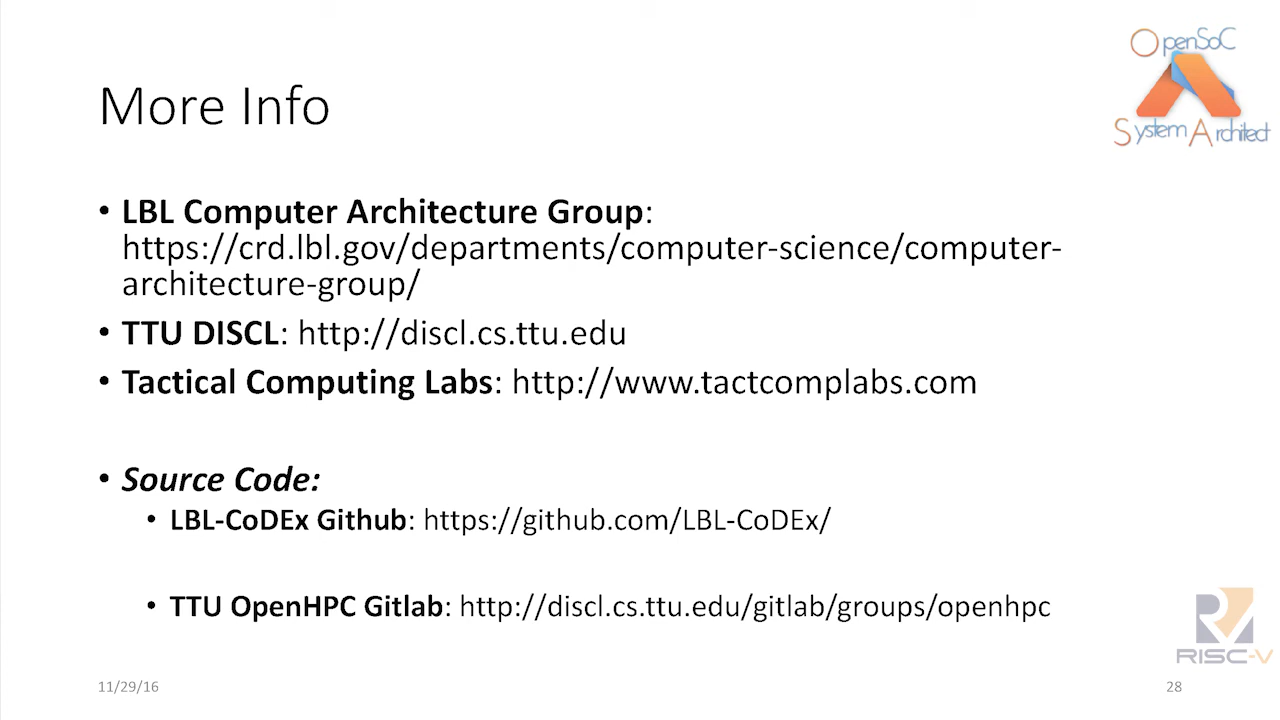 OpenSoC
System Architect
More Info
• LBL Computer Architecture Group:
https://crd.lbl.gov/departments/computer-science/computer-
architecture-group/
• TTU DISCL: http://discl.cs.ttu.edu
• Tactical Computing Labs: http://www.tactcomplabs.com
• Source Code:
• LBL-CoDEx Github: https://github.com/LBL-CoDEx/
• TTU OpenHPC Gitlab: http://discl.cs.ttu.edu/gitlab/groups/openhpc
RISC-V
11/29/16
28